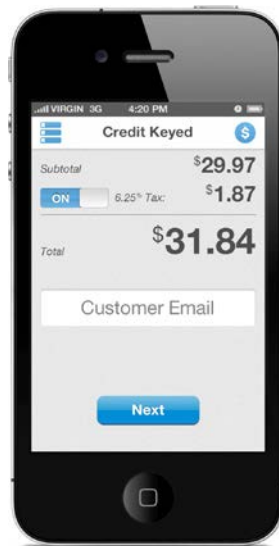 VIRGIN 3G 4:20 PM
Credit Keyed $
Subtotal $29.97
ON 6.25% Tax: $1.87
Total $31.84
Customer Email
Next